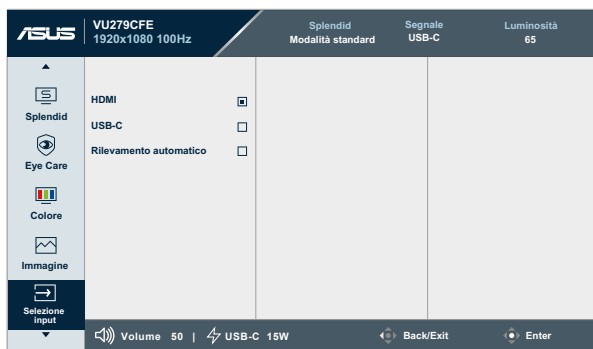 ASUS
VU279CFE
1920x1080 100Hz
Splendid
Modalità standard
Segnale
USB-C
Luminosità
65
Splendid
Eye Care
Colore
Immagine
Selezione
input
HDMI
USB-C
Rilevamento automatico
Volume 50 | USB-C 15W
Back/Exit
Enter